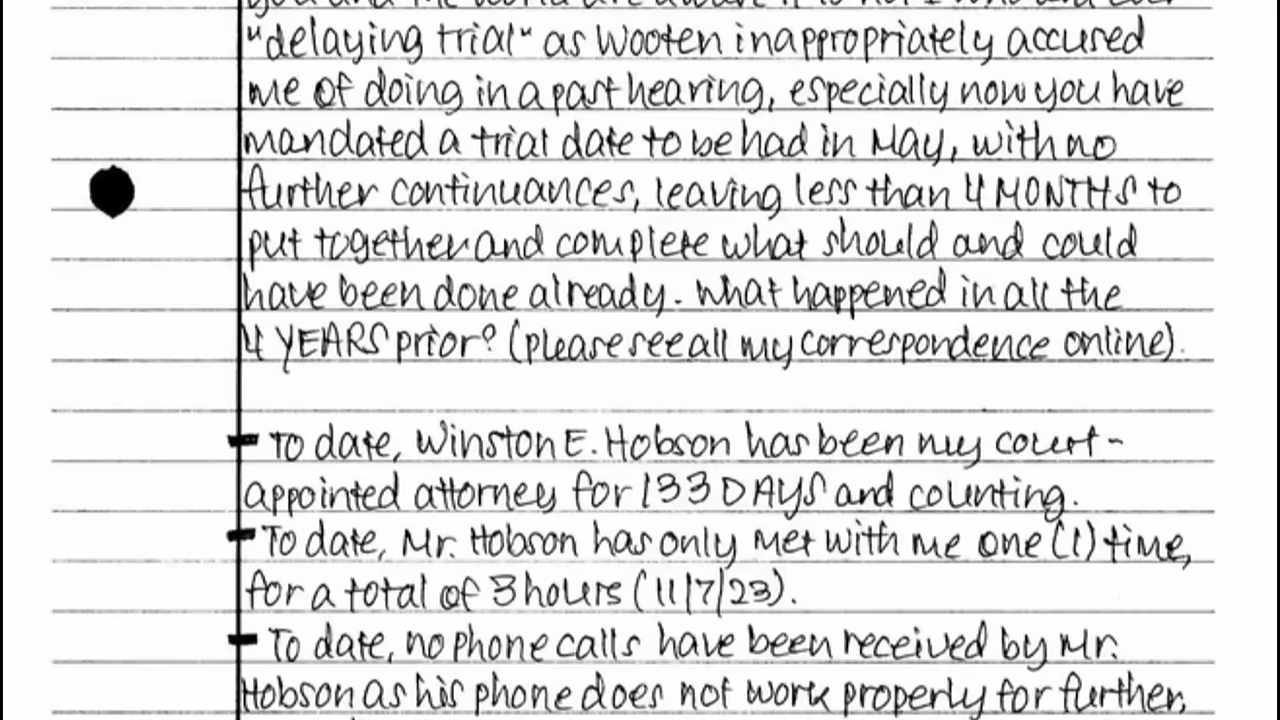 "delaying trial" as Wooten inappropriately accused
me of doing in a past hearing, especially now you have
mandated a trial date to be had in May, with no
further continuances, leaving less than 4 MONTHS to
put together and complete what should and could
have been done already. What happened in all the
4 YEARS prior? (please see all my correspondence online).
- To date, Winston E. Hobson has been my court-
appointed attorney for 133 DAYS and counting.
- To date, Mr. Hobson has only met with me one (1) time,
for a total of 3 hours (11/7/23).
- To date, no phone calls have been received by Mr.
Hobson as his phone does not work properly for further,